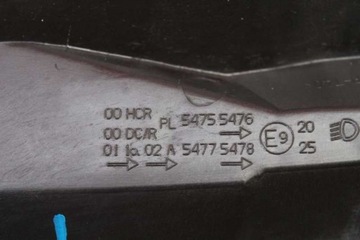 00 HCR PL 5475 5476
00 DC/R → E9 20
01 1a 02 A 5477 5478 25
→ → →